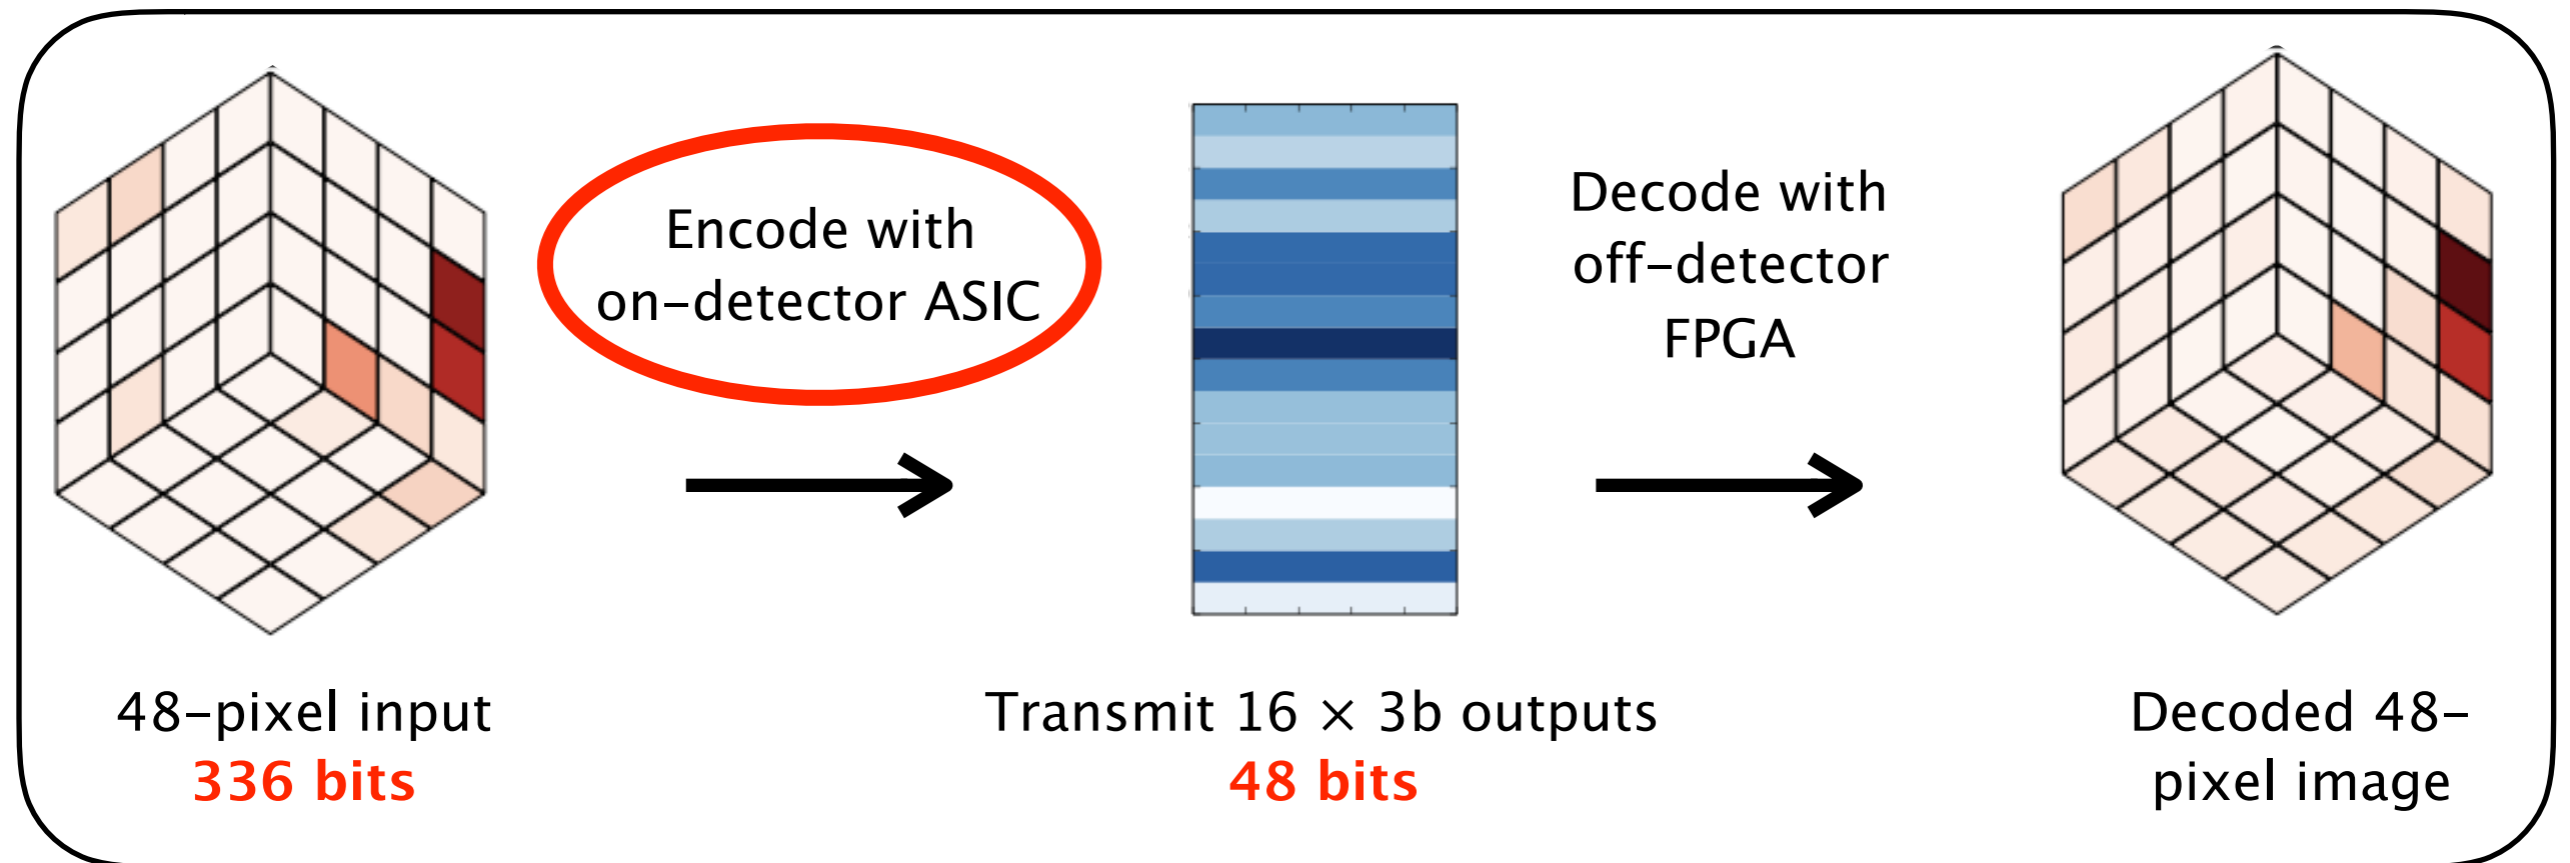 Encode with
on-detector ASIC
Decode with
off-detector
FPGA
48-pixel input
336 bits
Transmit 16 × 3b outputs
48 bits
Decoded 48-
pixel image